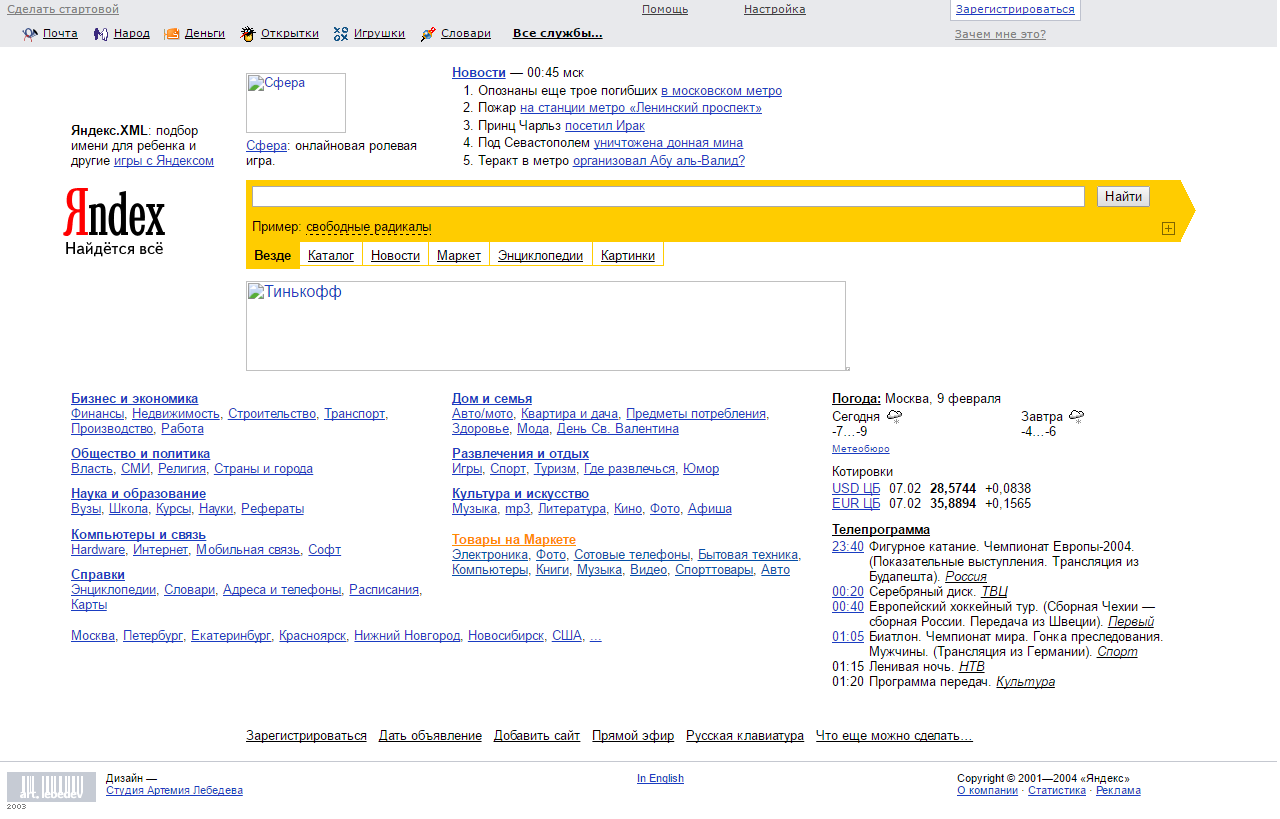 Сделать стартовой Помощь Настройка Зарегистрироваться
Почта Народ Деньги Открытки Игрушки Словари Все службы... Зачем мне это?
Яндекс.XML: подбор
имени для ребенка и
другие игры с Яндексом
Сфера
Сфера: онлайновая ролевая
игра.
Новости — 00:45 мск
1. Опознаны еще трое погибших в московском метро
2. Пожар на станции метро «Ленинский проспект»
3. Принц Чарльз посетил Ирак
4. Под Севастополем уничтожена донная мина
5. Теракт в метро организовал Абу аль-Валид?
Яndex
Найдётся всё
Найти
Пример: свободные радикалы
Везде Каталог Новости Маркет Энциклопедии Картинки
Тинькофф
Бизнес и экономика
Финансы, Недвижимость, Строительство, Транспорт,
Производство, Работа
Общество и политика
Власть, СМИ, Религия, Страны и города
Наука и образование
Вузы, Школа, Курсы, Науки, Рефераты
Компьютеры и связь
Hardware, Интернет, Мобильная связь, Софт
Справки
Энциклопедии, Словари, Адреса и телефоны, Расписания,
Карты
Москва, Петербург, Екатеринбург, Красноярск, Нижний Новгород, Новосибирск, США, ...
Дом и семья
Авто/мото, Квартира и дача, Предметы потребления,
Здоровье, Мода, День Св. Валентина
Развлечения и отдых
Игры, Спорт, Туризм, Где развлечься, Юмор
Культура и искусство
Музыка, mp3, Литература, Кино, Фото, Афиша
Товары на Маркете
Электроника, Фото, Сотовые телефоны, Бытовая техника,
Компьютеры, Книги, Музыка, Видео, Спорттовары, Авто
Погода: Москва, 9 февраля
Сегодня Завтра
-7...-9 -4...-6
Метеобюро
Котировки
USD ЦБ 07.02 28,5744 +0,0838
EUR ЦБ 07.02 35,8894 +0,1565
Телепрограмма
23:40 Фигурное катание. Чемпионат Европы-2004.
(Показательные выступления. Трансляция из
Будапешта). Россия
00:20 Серебряный диск. ТВЦ
00:40 Европейский хоккейный тур. (Сборная Чехии —
сборная России. Передача из Швеции). Первый
01:05 Биатлон. Чемпионат мира. Гонка преследования.
Мужчины. (Трансляция из Германии). Спорт
01:15 Ленивая ночь. НТВ
01:20 Программа передач. Культура
Зарегистрироваться Дать объявление Добавить сайт Прямой эфир Русская клавиатура Что еще можно сделать...
art. lebedev
2003
Дизайн —
Студия Артемия Лебедева
In English
Copyright © 2001—2004 «Яндекс»
О компании · Статистика · Реклама